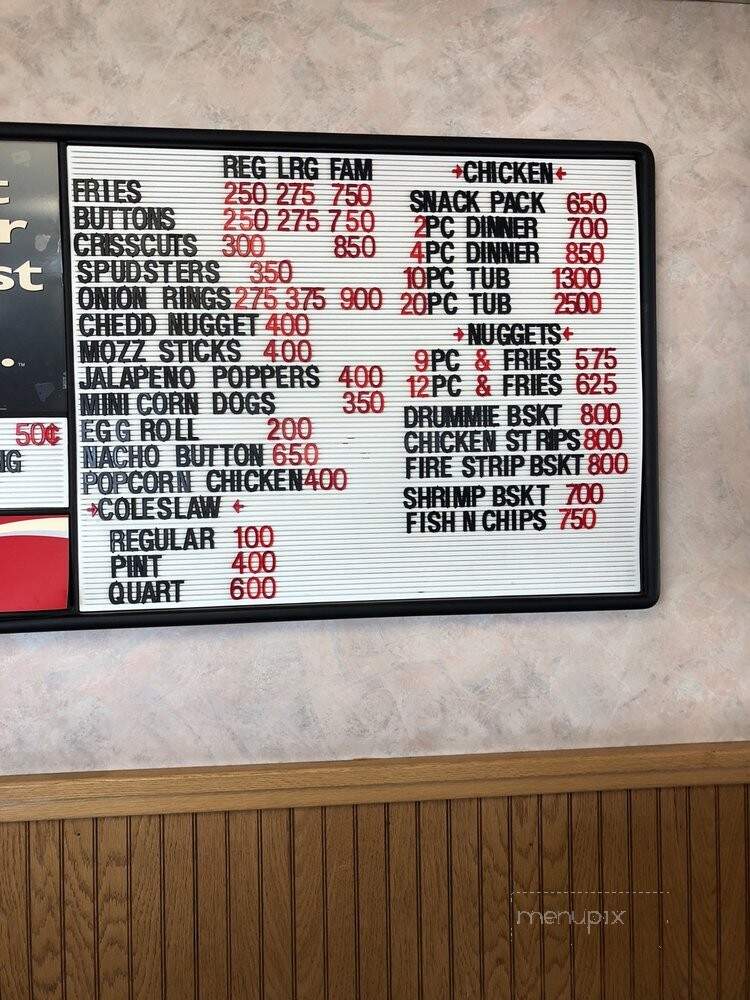 t
r
st
.™
50¢
NG
REG LRG FAM
FRIES 250 275 750
BUTTONS 250 275 750
CRISSCUTS 300 850
SPUDSTERS 350
ONION RINGS 275 375 900
CHEDD NUGGET 400
MOZZ STICKS 400
JALAPENO POPPERS 400
MINI CORN DOGS 350
EGG ROLL 200
NACHO BUTTON 650
POPCORN CHICKEN 400
COLESLAW
REGULAR 100
PINT 400
QUART 600
CHICKEN
SNACK PACK 650
2PC DINNER 700
4PC DINNER 850
10PC TUB 1300
20PC TUB 2500
NUGGETS
9PC & FRIES 575
12PC & FRIES 625
DRUMMIE BSKT 800
CHICKEN STRIPS 800
FIRE STRIP BSKT 800
SHRIMP BSKT 700
FISH N CHIPS 750
menupix